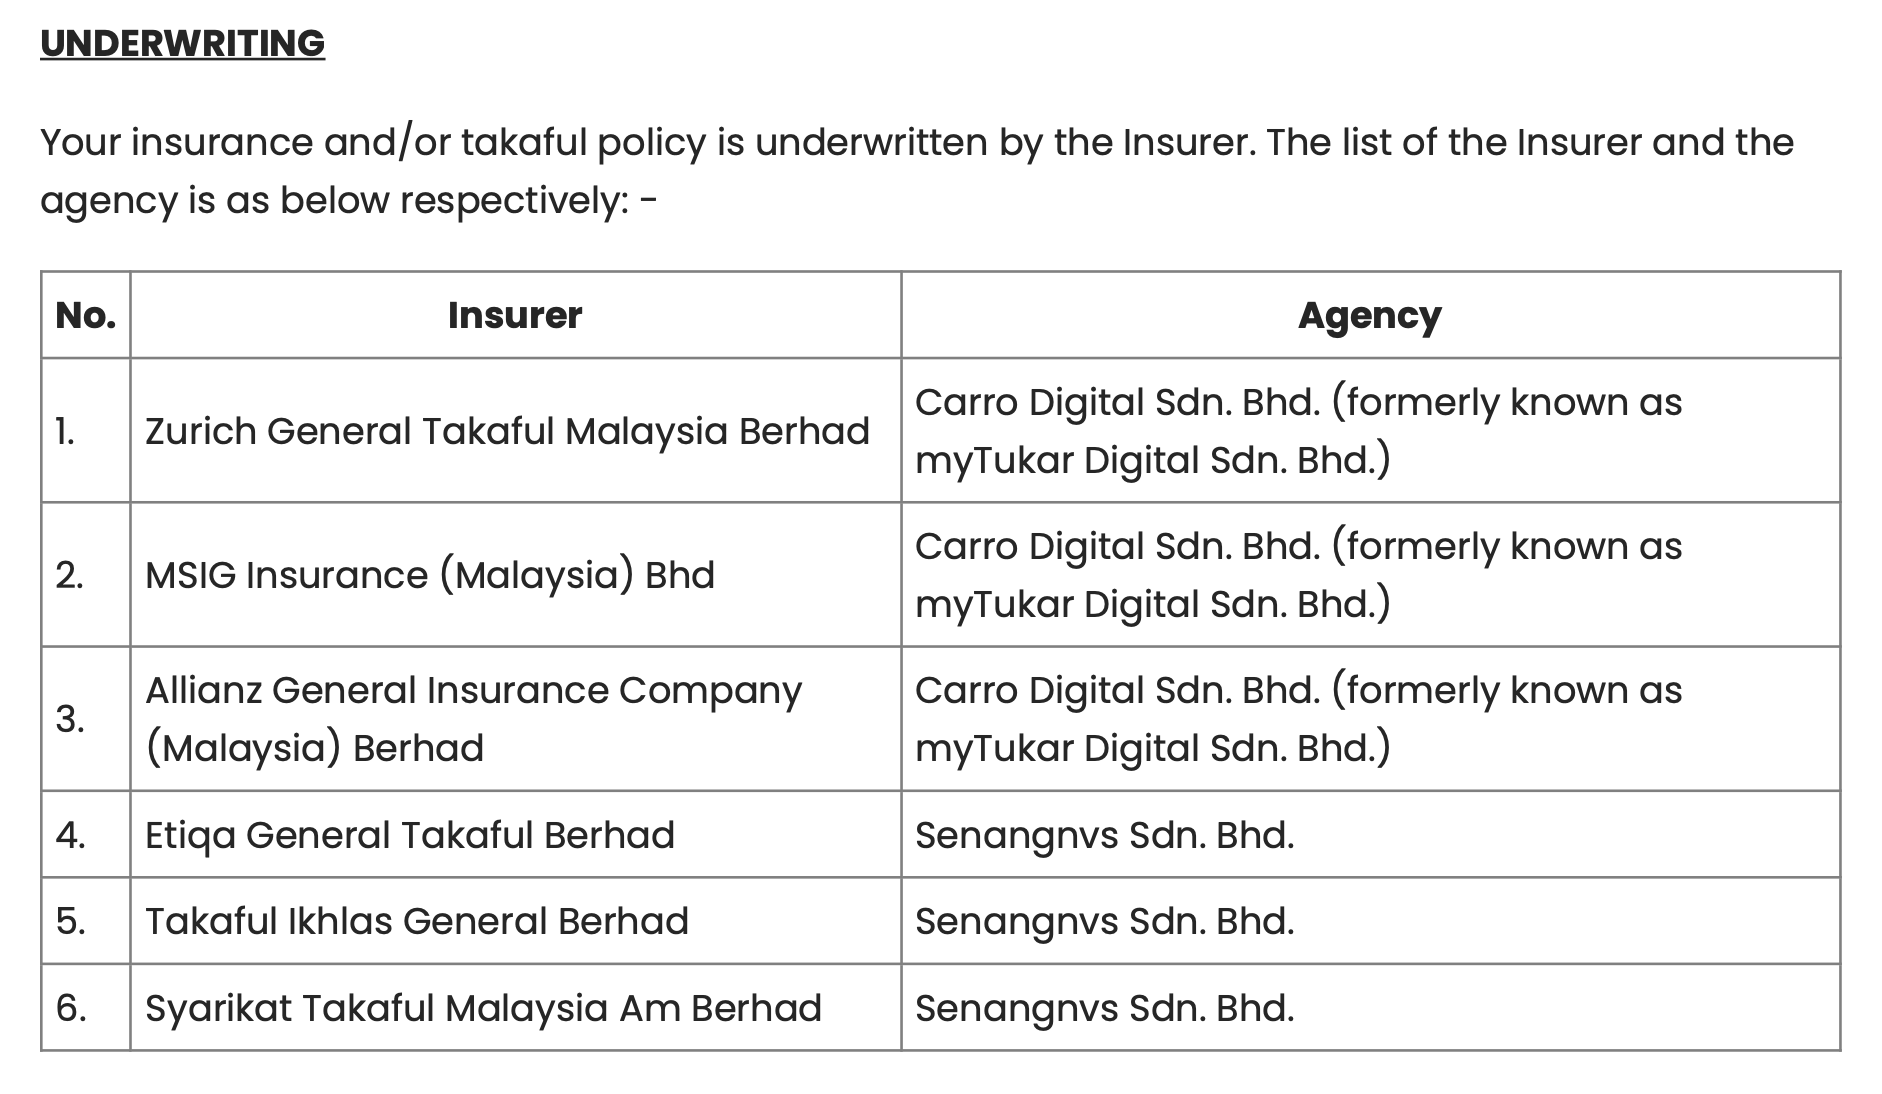 UNDERWRITING
Your insurance and/or takaful policy is underwritten by the Insurer. The list of the Insurer and the
agency is as below respectively: -
No. Insurer Agency
1. Zurich General Takaful Malaysia Berhad Carro Digital Sdn. Bhd. (formerly known as
myTukar Digital Sdn. Bhd.)
2. MSIG Insurance (Malaysia) Bhd Carro Digital Sdn. Bhd. (formerly known as
myTukar Digital Sdn. Bhd.)
3. Allianz General Insurance Company
(Malaysia) Berhad Carro Digital Sdn. Bhd. (formerly known as
myTukar Digital Sdn. Bhd.)
4. Etiqa General Takaful Berhad Senangnvs Sdn. Bhd.
5. Takaful Ikhlas General Berhad Senangnvs Sdn. Bhd.
6. Syarikat Takaful Malaysia Am Berhad Senangnvs Sdn. Bhd.